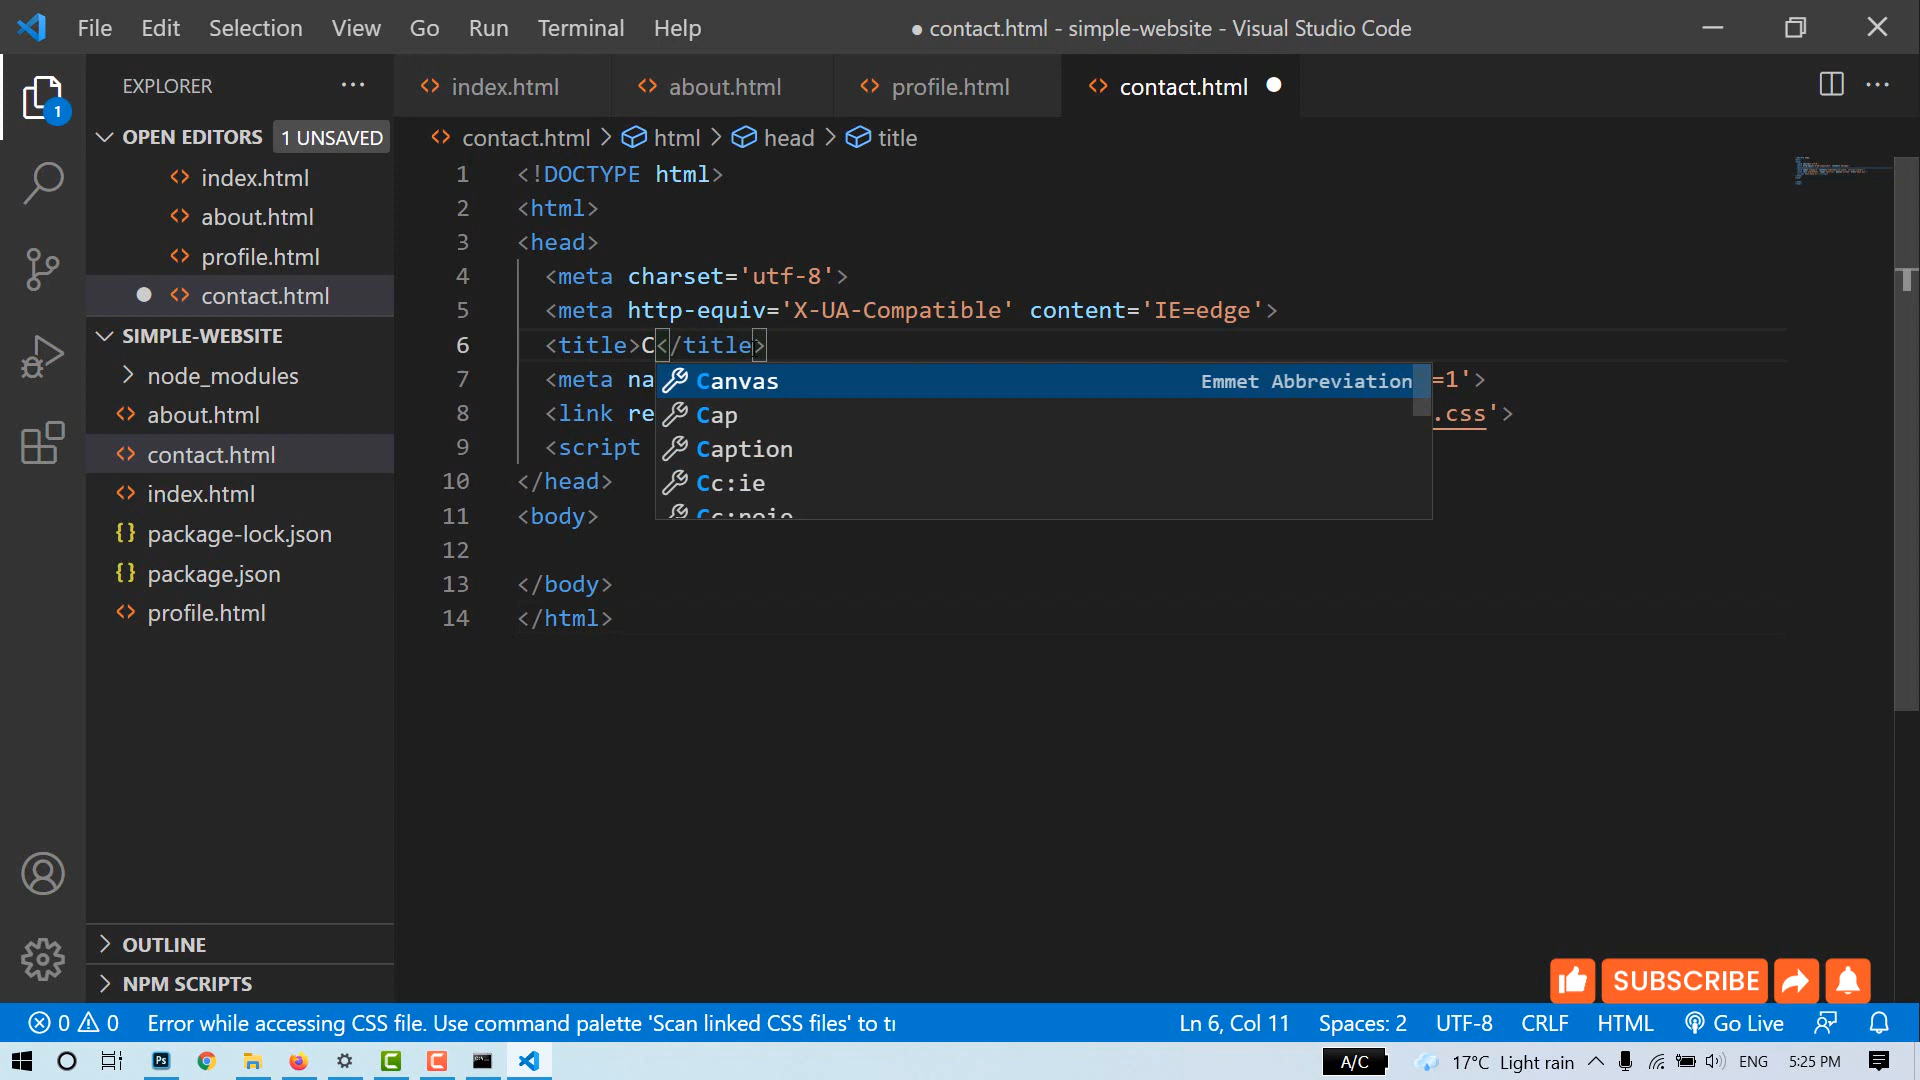 File Edit Selection View Go Run Terminal Help
● contact.html - simple-website - Visual Studio Code
EXPLORER
index.html about.html profile.html contact.html
1
OPEN EDITORS 1 UNSAVED
contact.html > html > head > title
index.html
about.html
profile.html
contact.html
SIMPLE-WEBSITE
node_modules
about.html
contact.html
index.html
package-lock.json
package.json
profile.html
OUTLINE
NPM SCRIPTS
1 <!DOCTYPE html>
2 <html>
3 <head>
4 <meta charset='utf-8'>
5 <meta http-equiv='X-UA-Compatible' content='IE=edge'>
6 <title>C</title>
7 <meta na =1'>
8 <link re .css'>
9 <script
10 </head>
11 <body>
12
13 </body>
14 </html>
Canvas Emmet Abbreviation
Cap
Caption
Cc:ie
Cc:noie
SUBSCRIBE
0 0 Error while accessing CSS file. Use command palette 'Scan linked CSS files' to tr
Ln 6, Col 11 Spaces: 2 UTF-8 CRLF HTML Go Live
Ps
A/C 17°C Light rain ENG 5:25 PM